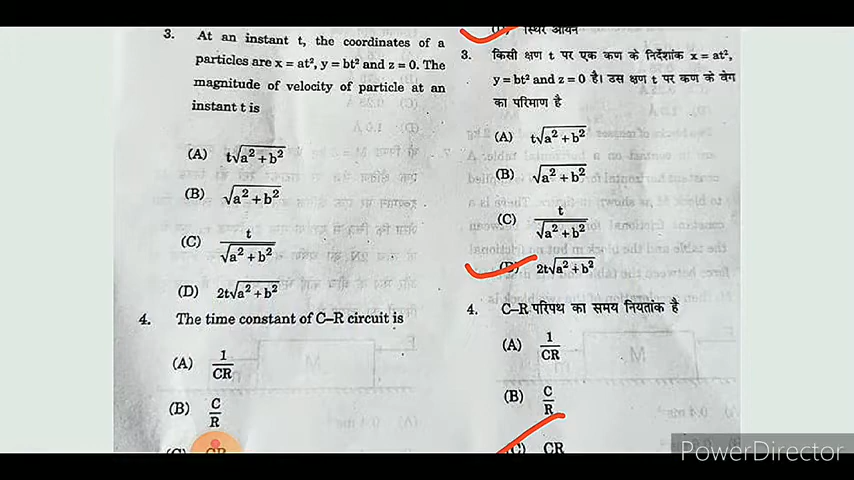 3. At an instant t, the coordinates of a
particles are x = at², y = bt² and z = 0. The
magnitude of velocity of particle at an
instant t is
(A) t√a² + b²
(B) √a² + b²
(C) t / √a² + b²
(D) 2t√a² + b²
4. The time constant of C–R circuit is
(A) 1 / CR
(B) C / R
(C) CR
स्थिर आयन
3. किसी क्षण t पर एक कण के निर्देशांक x = at²,
y = bt² and z = 0 है। उस क्षण t पर कण के वेग
का परिमाण है
(A) t√a² + b²
(B) √a² + b²
(C) t / √a² + b²
(D) 2t√a² + b²
4. C–R परिपथ का समय नियतांक है
(A) 1 / CR
(B) C / R
(C) CR
PowerDirector